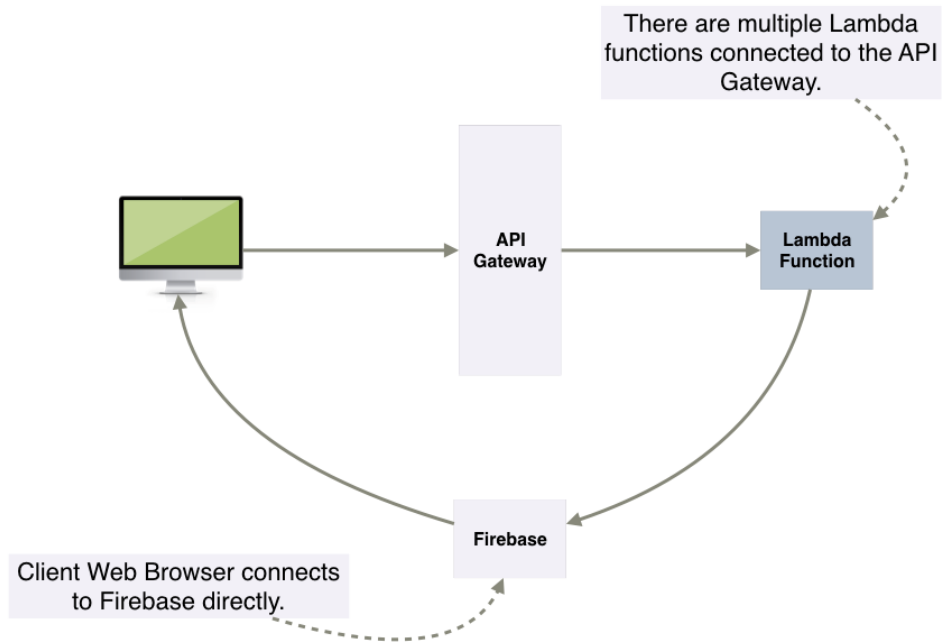 There are multiple Lambda
functions connected to the API
Gateway.
API
Gateway
Lambda
Function
Firebase
Client Web Browser connects
to Firebase directly.